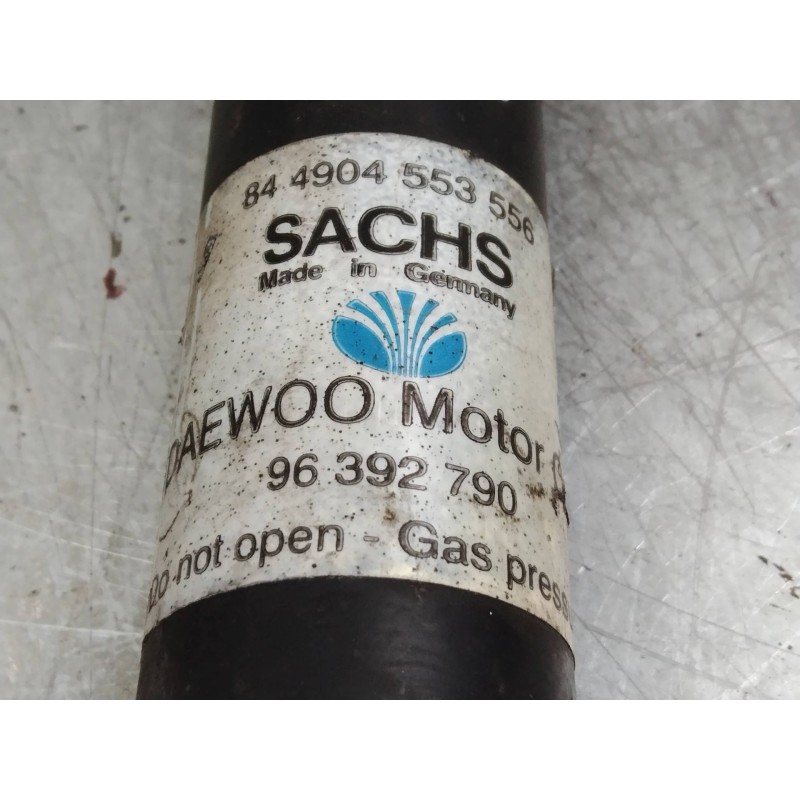 84 4904 553 556
SACHS
Made in Germany
DAEWOO Motor
96 392 790
Do not open - Gas press